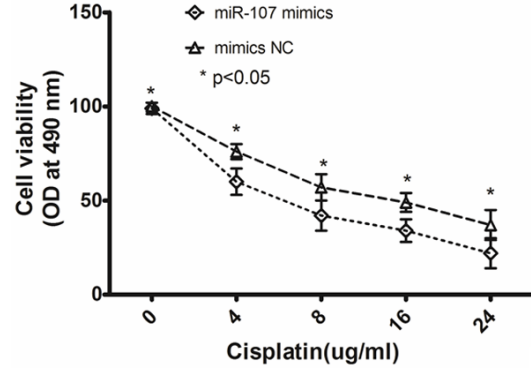 miR-107 mimics
mimics NC
* p<0.05
150
100
50
0
Cell viability
(OD at 490 nm)
*
*
*
*
*
0
4
8
16
24
Cisplatin(ug/ml)